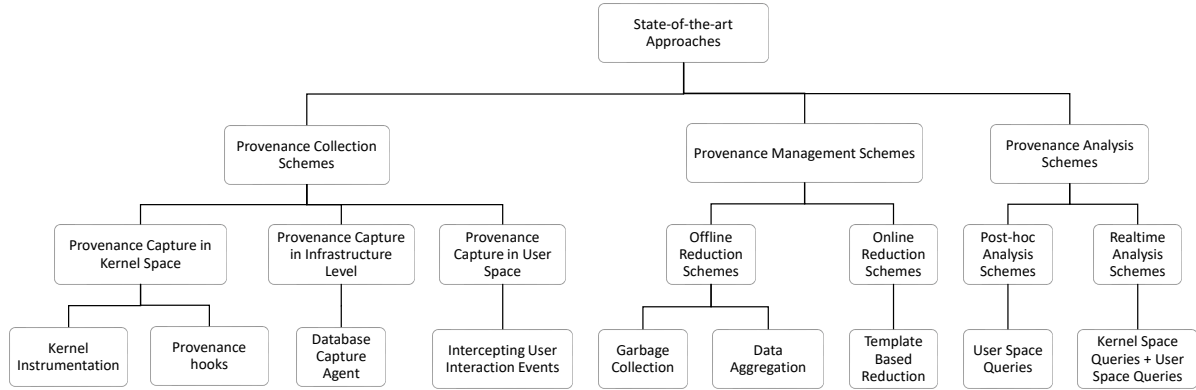 State-of-the-art
Approaches
Provenance Collection
Schemes
Provenance Management Schemes
Provenance Analysis
Schemes
Provenance Capture in
Kernel Space
Provenance Capture
in Infrastructure
Level
Provenance
Capture in User
Space
Offline
Reduction
Schemes
Online
Reduction
Schemes
Post-hoc
Analysis
Schemes
Realtime
Analysis
Schemes
Kernel
Instrumentation
Provenance
hooks
Database
Capture
Agent
Intercepting User
Interaction Events
Garbage
Collection
Data
Aggregation
Template
Based
Reduction
User Space
Queries
Kernel Space
Queries + User
Space Queries